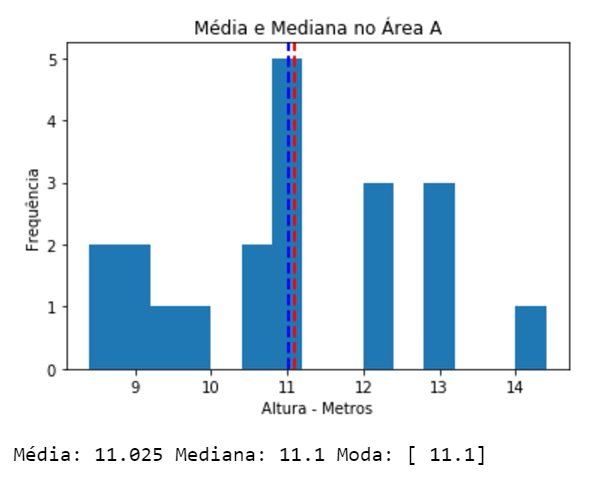 Média e Mediana no Área A
5
4
3
2
1
0
Frequência
9 10 11 12 13 14
Altura - Metros
Média: 11.025 Mediana: 11.1 Moda: [ 11.1]